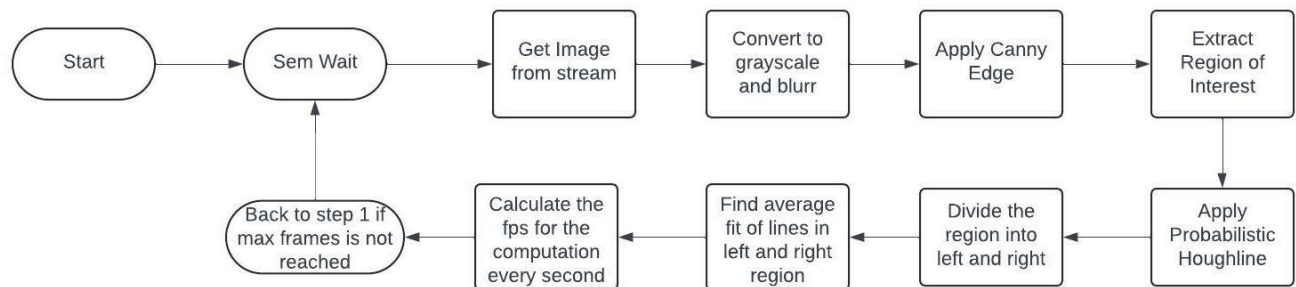 Start
Sem Wait
Get Image
from stream
Convert to
grayscale
and blurr
Apply Canny
Edge
Extract
Region of
Interest
Apply
Probabilistic
Houghline
Divide the
region into
left and right
Find average
fit of lines in
left and right
region
Calculate the
fps for the
computation
every second
Back to step 1 if
max frames is not
reached